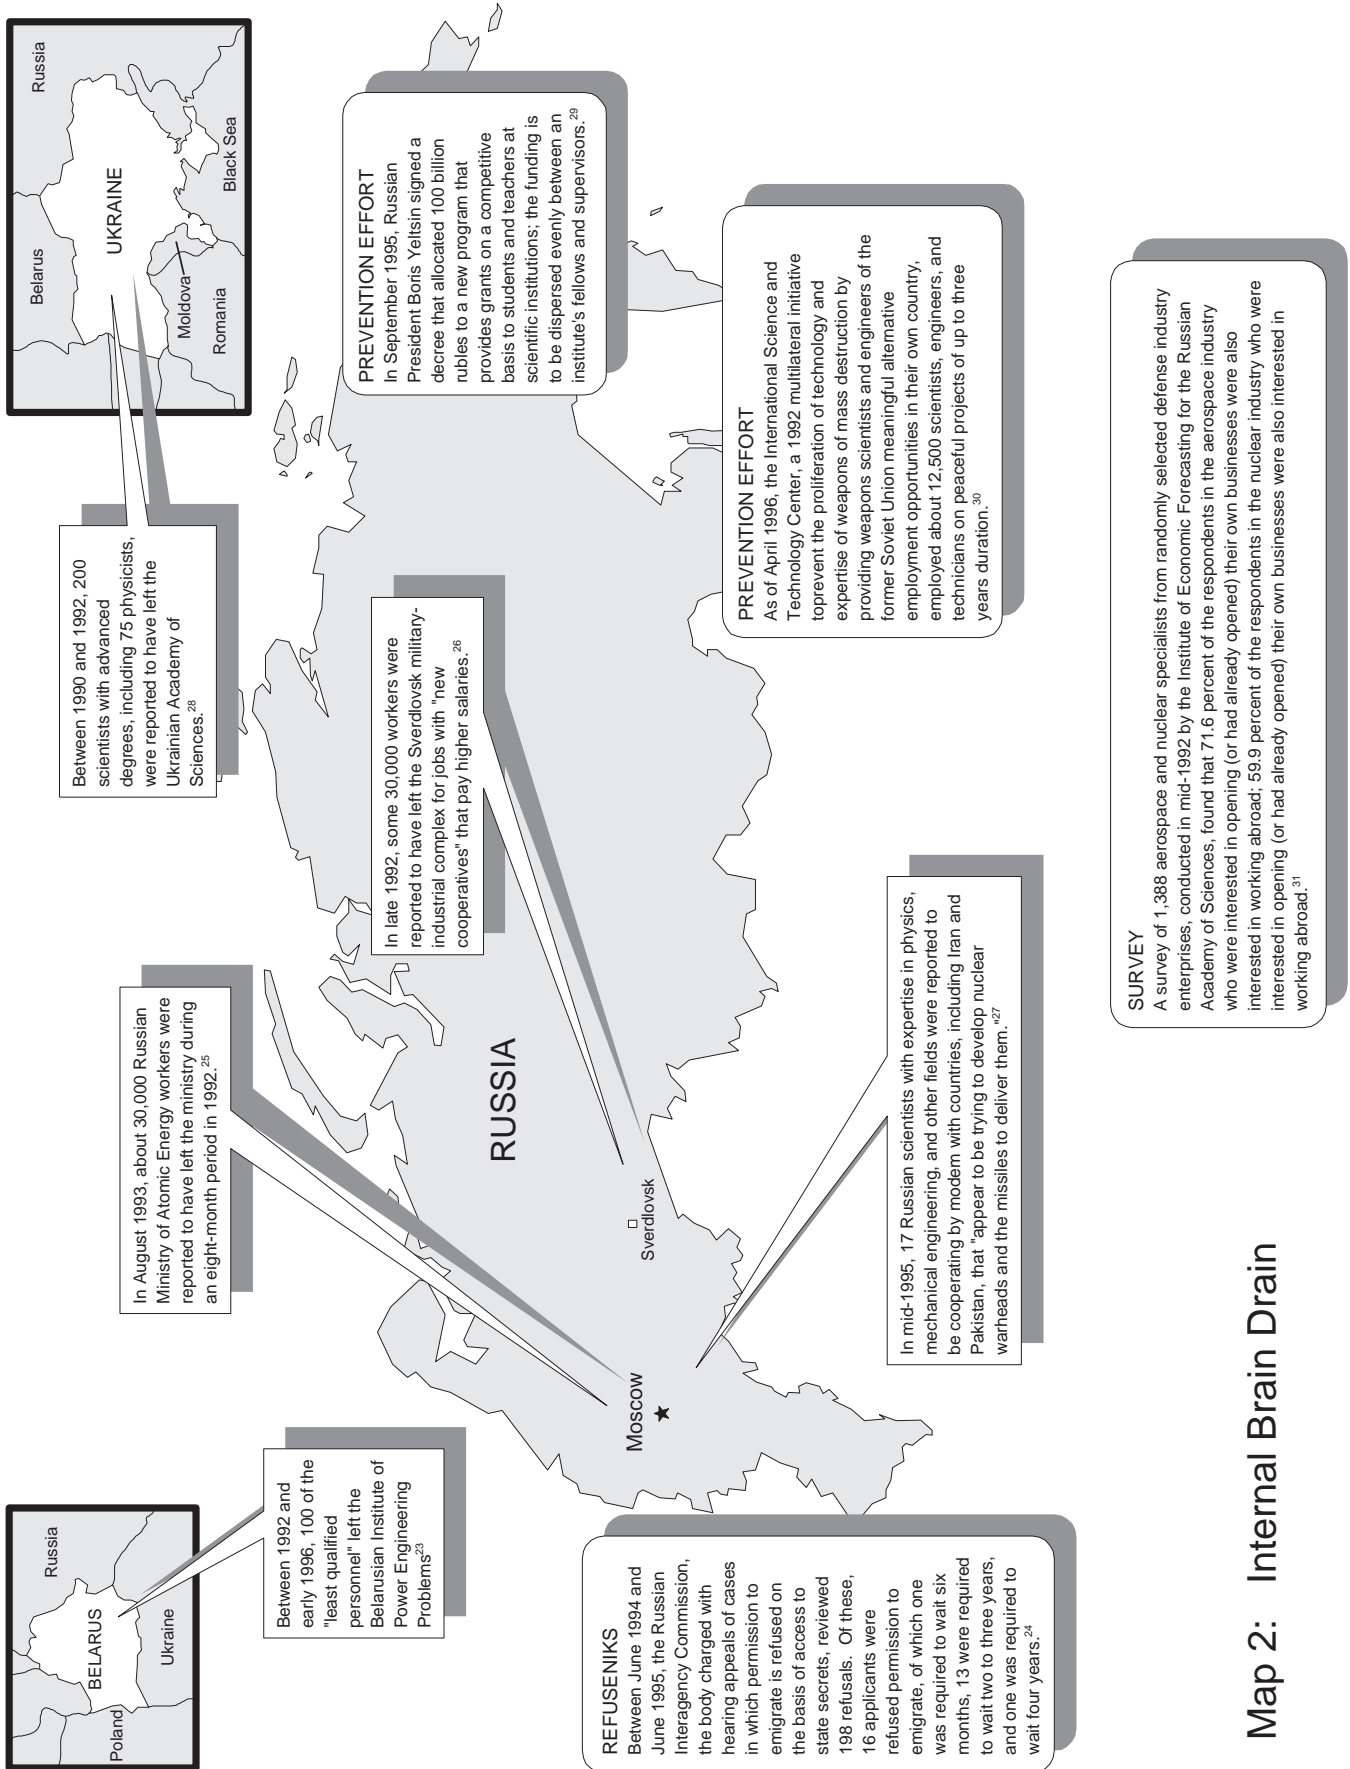 Map 2: Internal Brain Drain
Russia
BELARUS
Poland
Ukraine
Between 1992 and
early 1996, 100 of the
"least qualified
personnel" left the
Belarusian Institute of
Power Engineering
Problems23
In August 1993, about 30,000 Russian
Ministry of Atomic Energy workers were
reported to have left the ministry during
an eight-month period in 1992.25
Between 1990 and 1992, 200
scientists with advanced
degrees, including 75 physicists,
were reported to have left the
Ukrainian Academy of
Sciences.28
Russia
Belarus
UKRAINE
Moldova
Romania
Black Sea
REFUSENIKS
Between June 1994 and
June 1995, the Russian
Interagency Commission,
the body charged with
hearing appeals of cases
in which permission to
emigrate is refused on
the basis of access to
state secrets, reviewed
198 refusals. Of these,
16 applicants were
refused permission to
emigrate, of which one
was required to wait six
months, 13 were required
to wait two to three years,
and one was required to
wait four years.24
Moscow
Sverdlovsk
RUSSIA
In late 1992, some 30,000 workers were
reported to have left the Sverdlovsk military-
industrial complex for jobs with "new
cooperatives" that pay higher salaries.26
PREVENTION EFFORT
In September 1995, Russian
President Boris Yeltsin signed a
decree that allocated 100 billion
rubles to a new program that
provides grants on a competitive
basis to students and teachers at
scientific institutions; the funding is
to be dispersed evenly between an
institute's fellows and supervisors.29
In mid-1995, 17 Russian scientists with expertise in physics,
mechanical engineering, and other fields were reported to
be cooperating by modem with countries, including Iran and
Pakistan, that "appear to be trying to develop nuclear
warheads and the missiles to deliver them."27
PREVENTION EFFORT
As of April 1996, the International Science and
Technology Center, a 1992 multilateral initiative
toprevent the proliferation of technology and
expertise of weapons of mass destruction by
providing weapons scientists and engineers of the
former Soviet Union meaningful alternative
employment opportunities in their own country,
employed about 12,500 scientists, engineers, and
technicians on peaceful projects of up to three
years duration.30
SURVEY
A survey of 1,388 aerospace and nuclear specialists from randomly selected defense industry
enterprises, conducted in mid-1992 by the Institute of Economic Forecasting for the Russian
Academy of Sciences, found that 71.6 percent of the respondents in the aerospace industry
who were interested in opening (or had already opened) their own businesses were also
interested in working abroad; 59.9 percent of the respondents in the nuclear industry who were
interested in opening (or had already opened) their own businesses were also interested in
working abroad.31